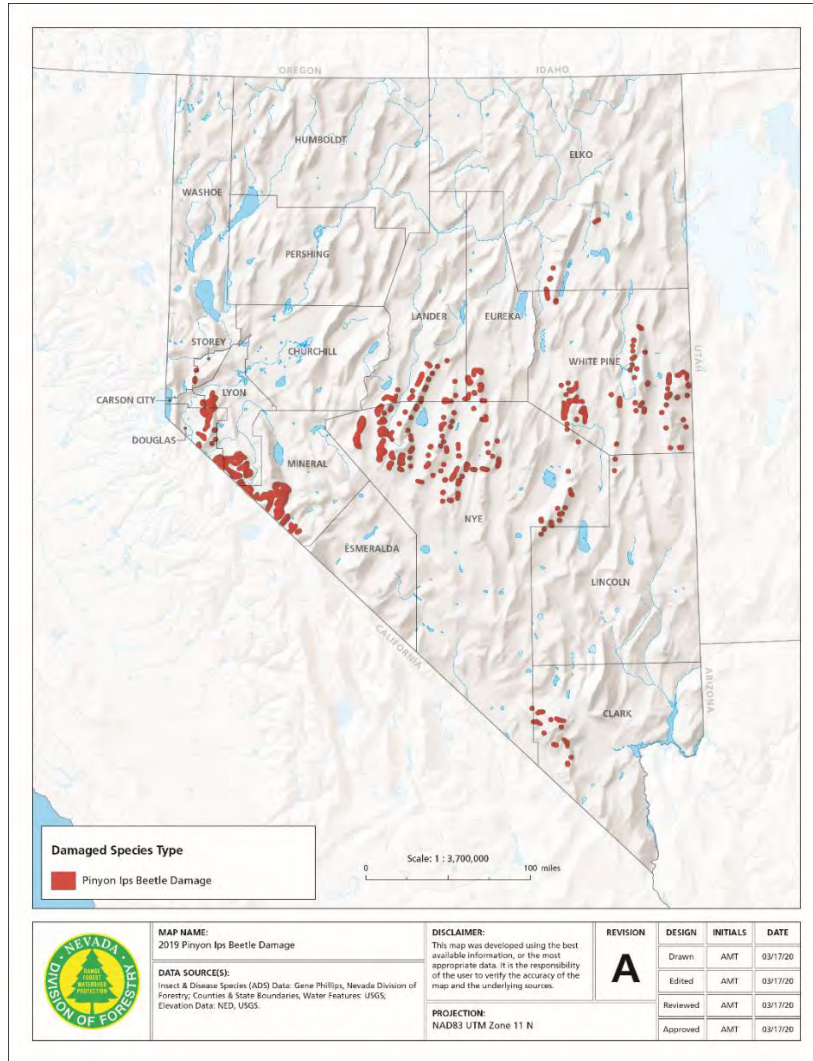 OREGON
IDAHO
HUMBOLDT
ELKO
WASHOE
PERSHING
LANDER
EUREKA
STOREY
CHURCHILL
WHITE PINE
UTAH
CARSON CITY
LYON
DOUGLAS
MINERAL
NYE
ESMERALDA
LINCOLN
CALIFORNIA
CLARK
ARIZONA
Damaged Species Type
Pinyon Ips Beetle Damage
Scale: 1 : 3,700,000
0 100 miles
NEVADA
DIVISION OF FORESTRY
RANGE
FOREST
WATERSHED
PROTECTION
MAP NAME:
2019 Pinyon Ips Beetle Damage
DATA SOURCE(S):
Insect & Disease Species (ADS) Data: Gene Phillips, Nevada Division of
Forestry; Counties & State Boundaries, Water Features: USGS;
Elevation Data: NED, USGS.
DISCLAIMER:
This map was developed using the best
available information, or the most
appropriate data. It is the responsibility
of the user to verify the accuracy of the
map and the underlying sources.
PROJECTION:
NAD83 UTM Zone 11 N
REVISION
A
DESIGN INITIALS DATE
Drawn AMT 03/17/20
Edited AMT 03/17/20
Reviewed AMT 03/17/20
Approved AMT 03/17/20